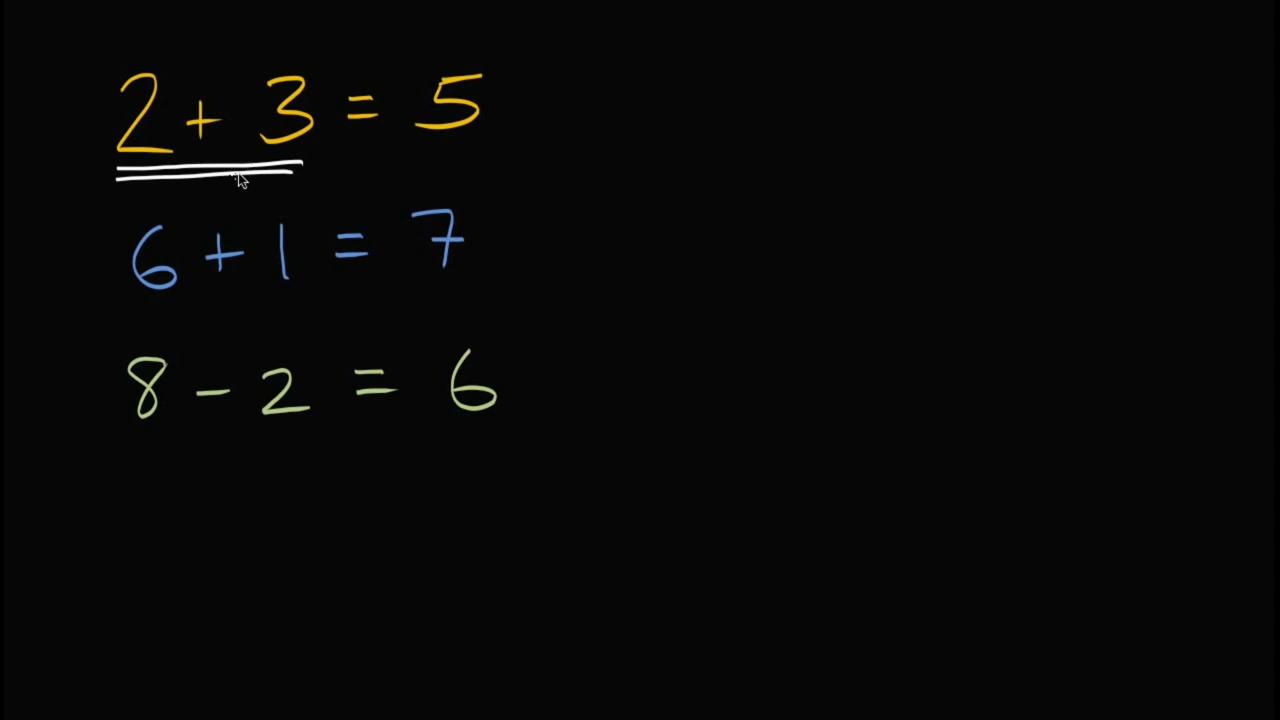 2 + 3 = 5
6 + 1 = 7
8 - 2 = 6